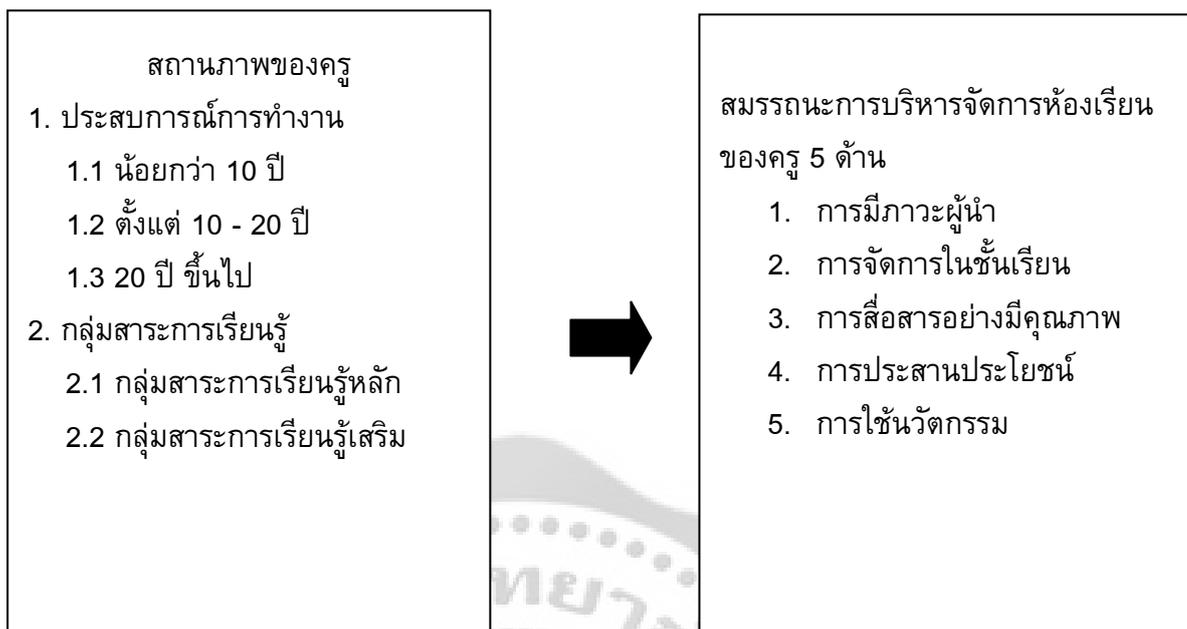 สถานภาพของครู
1. ประสบการณ์การทำงาน
1.1 น้อยกว่า 10 ปี
1.2 ตั้งแต่ 10 - 20 ปี
1.3 20 ปี ขึ้นไป
2. กลุ่มสาระการเรียนรู้
2.1 กลุ่มสาระการเรียนรู้หลัก
2.2 กลุ่มสาระการเรียนรู้เสริม
สมรรถนะการบริหารจัดการห้องเรียน
ของครู 5 ด้าน
1. การมีภาวะผู้นำ
2. การจัดการในชั้นเรียน
3. การสื่อสารอย่างมีคุณภาพ
4. การประสานประโยชน์
5. การใช้นวัตกรรม